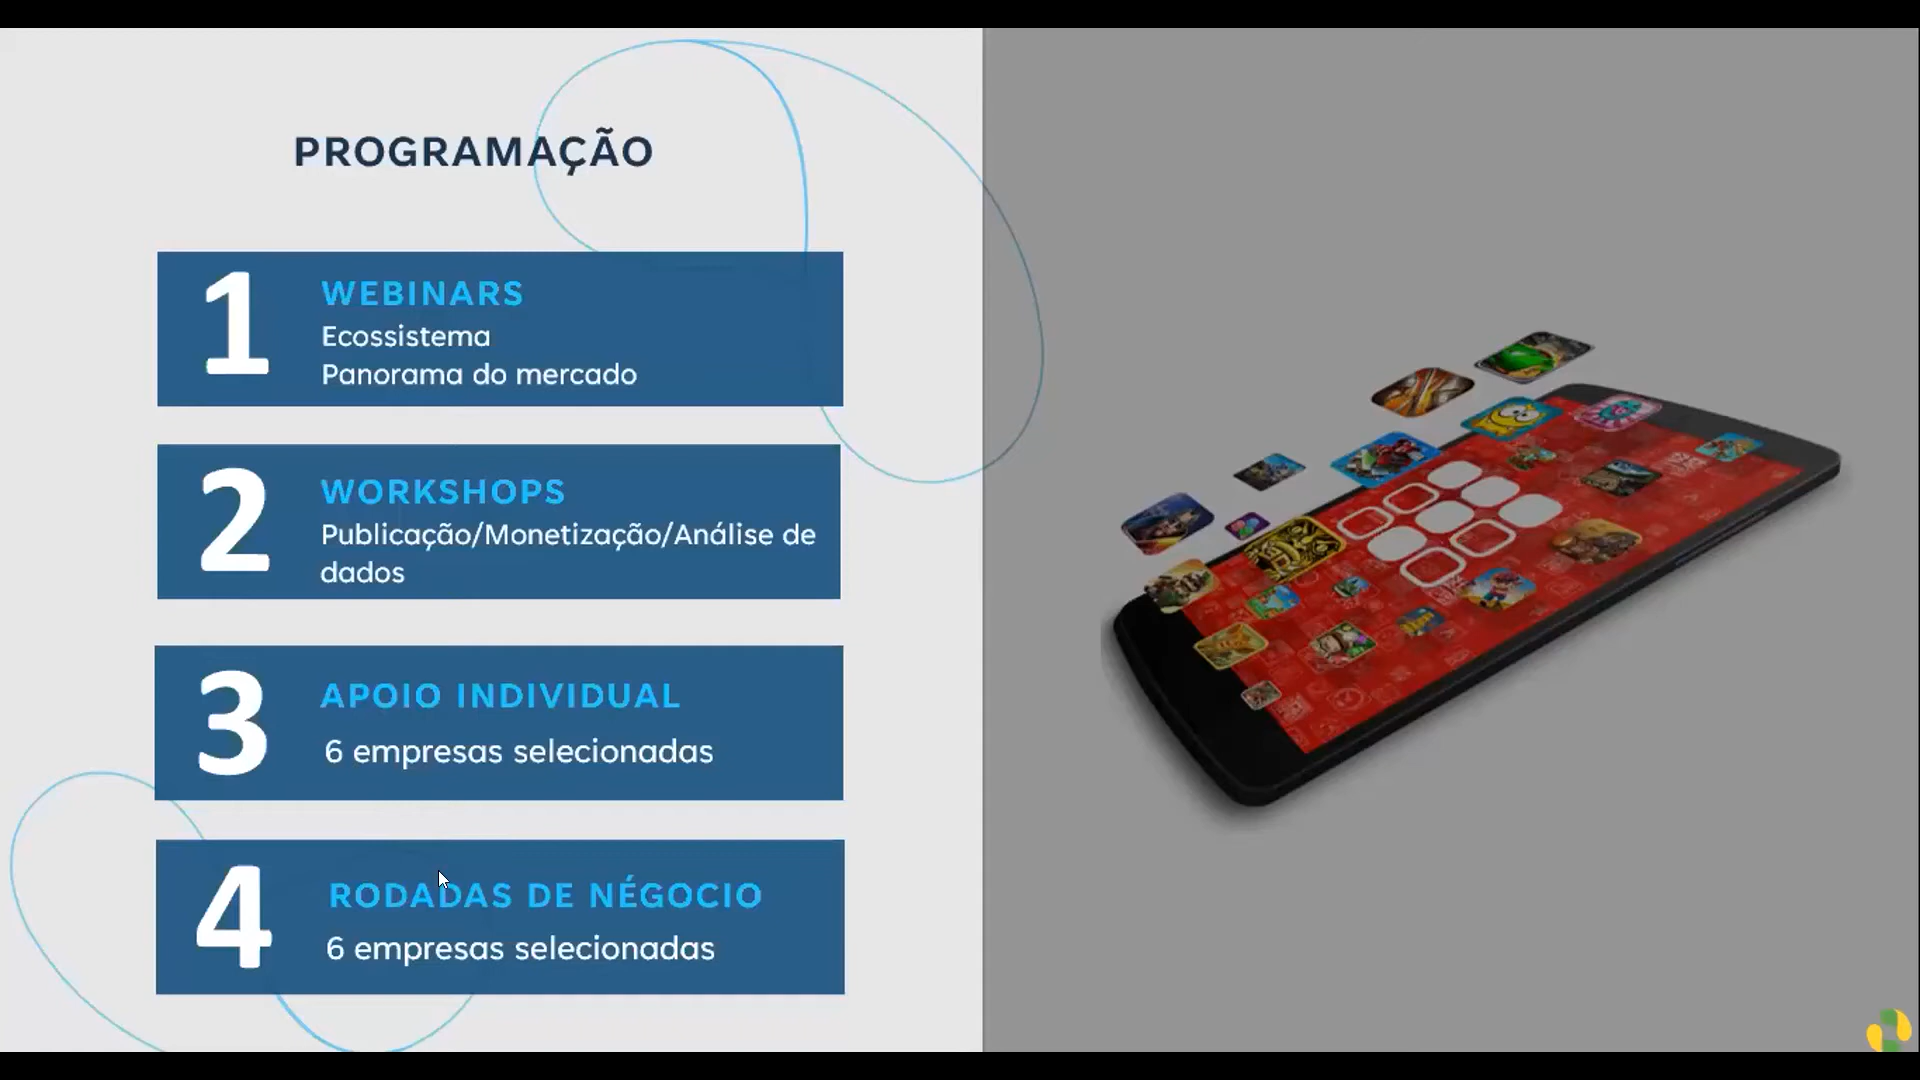 PROGRAMAÇÃO
1
WEBINARS
Ecossistema
Panorama do mercado
2
WORKSHOPS
Publicação/Monetização/Análise de
dados
3
APOIO INDIVIDUAL
6 empresas selecionadas
4
RODADAS DE NÉGOCIO
6 empresas selecionadas